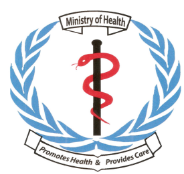 Ministry of Health
Promotes Health & Provides Care